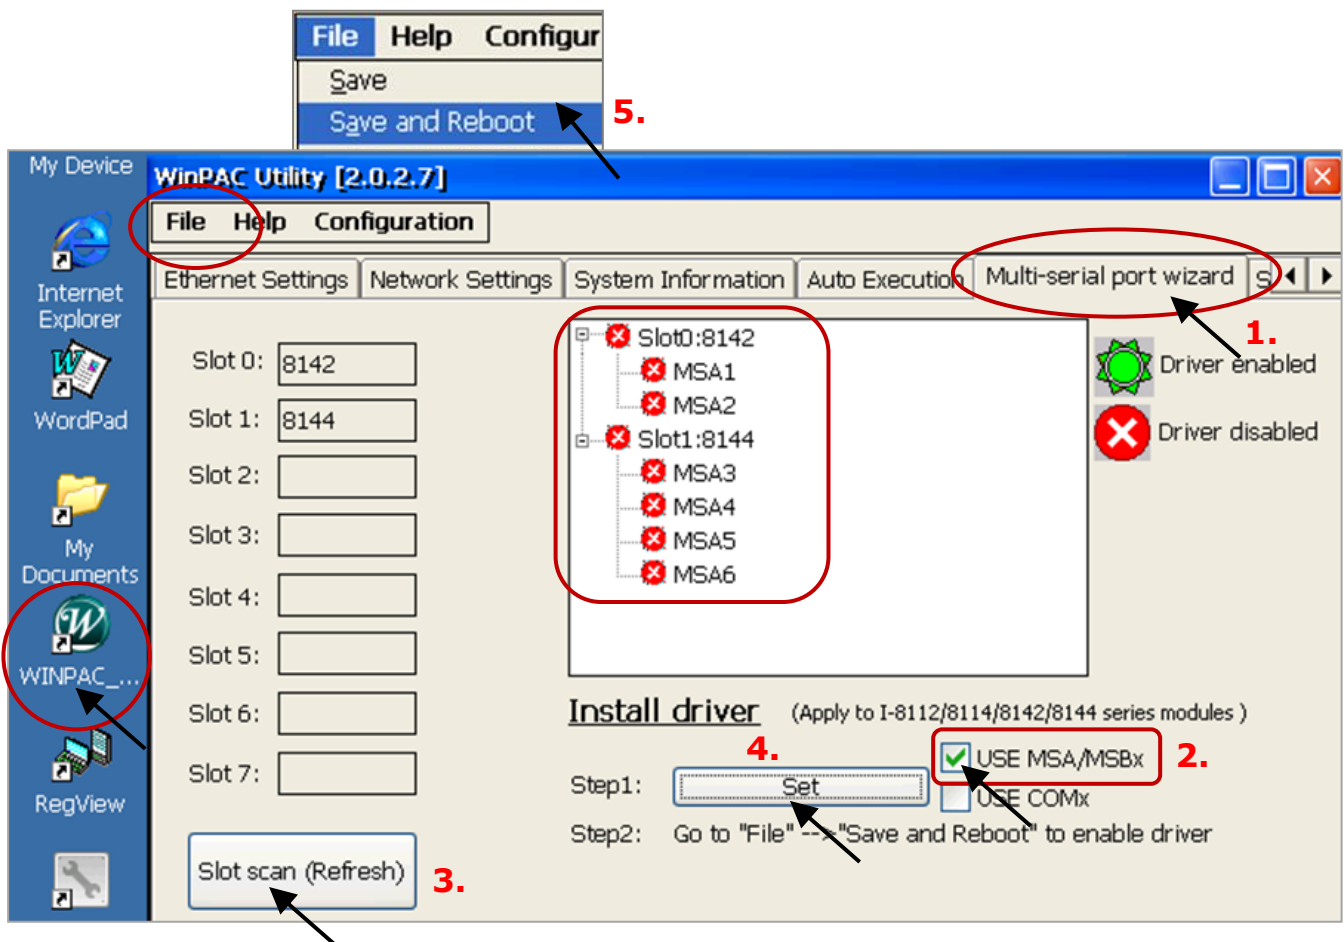 File Help Configur
Save
Save and Reboot
5.
My Device
WinPAC Utility [2.0.2.7]
File Help Configuration
Internet
Explorer
Ethernet Settings Network Settings System Information Auto Execution Multi-serial port wizard S
1.
Slot 0: 8142
Slot0:8142
MSA1
MSA2
Driver enabled
WordPad
Slot 1: 8144
Slot1:8144
Driver disabled
MSA3
MSA4
MSA5
MSA6
Slot 2:
Slot 3:
My
Documents
Slot 4:
Slot 5:
WINPAC_...
Slot 6:
Install driver (Apply to I-8112/8114/8142/8144 series modules )
4.
USE MSA/MSBx 2.
Slot 7:
Step1: Set
USE COMx
RegView
Step2: Go to "File" -->"Save and Reboot" to enable driver
Slot scan (Refresh) 3.